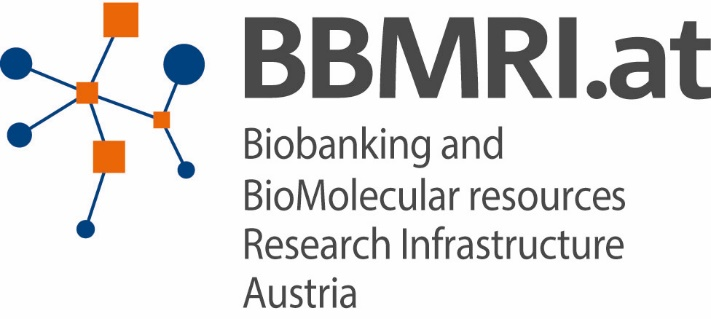 BBMRI.at
Biobanking and
BioMolecular resources
Research Infrastructure
Austria